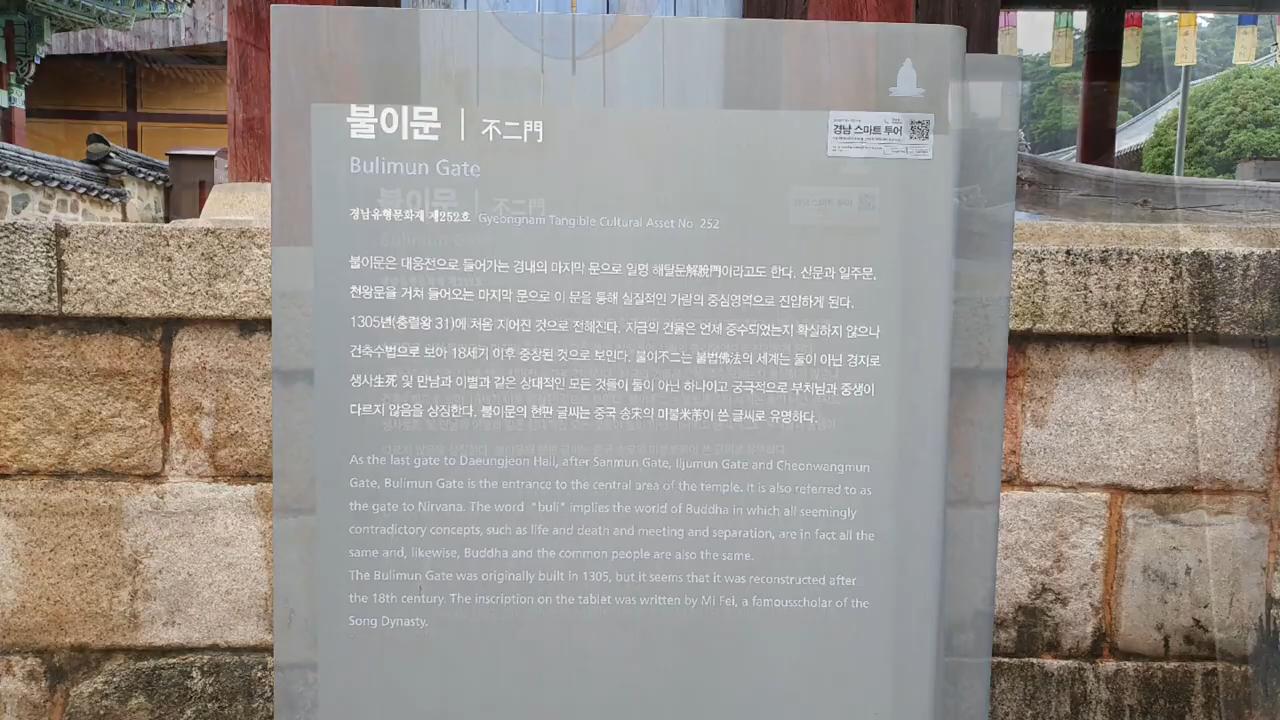 불이문 | 不二門
경남 스마트 투어
Bulimun Gate
경남유형문화재 제252호 Gyeongnam Tangible Cultural Asset No. 252
불이문은 대웅전으로 들어가는 경내의 마지막 문으로 일명 해탈문解脫門이라고도 한다. 산문과 일주문,
천왕문을 거쳐 들어오는 마지막 문으로 이 문을 통해 실질적인 가람의 중심영역으로 진입하게 된다.
1305년(충렬왕 31)에 처음 지어진 것으로 전해진다. 지금의 건물은 언제 중수되었는지 확실하지 않으나
건축수법으로 보아 18세기 이후 중창된 것으로 보인다. 불이不二는 불법佛法의 세계는 둘이 아닌 경지로
생사生死 및 만남과 이별과 같은 상대적인 모든 것들이 둘이 아닌 하나이고 궁극적으로 부처님과 중생이
다르지 않음을 상징한다. 불이문의 현판 글씨는 중국 송宋의 미불米芾이 쓴 글씨로 유명하다.
As the last gate to Daeungjeon Hall, after Sanmun Gate, Iljumun Gate and Cheonwangmun
Gate, Bulimun Gate is the entrance to the central area of the temple. It is also referred to as
the gate to Nirvana. The word "buli" implies the world of Buddha in which all seemingly
contradictory concepts, such as life and death and meeting and separation, are in fact all the
same and, likewise, Buddha and the common people are also the same.
The Bulimun Gate was originally built in 1305, but it seems that it was reconstructed after
the 18th century. The inscription on the tablet was written by Mi Fei, a famousscholar of the
Song Dynasty.